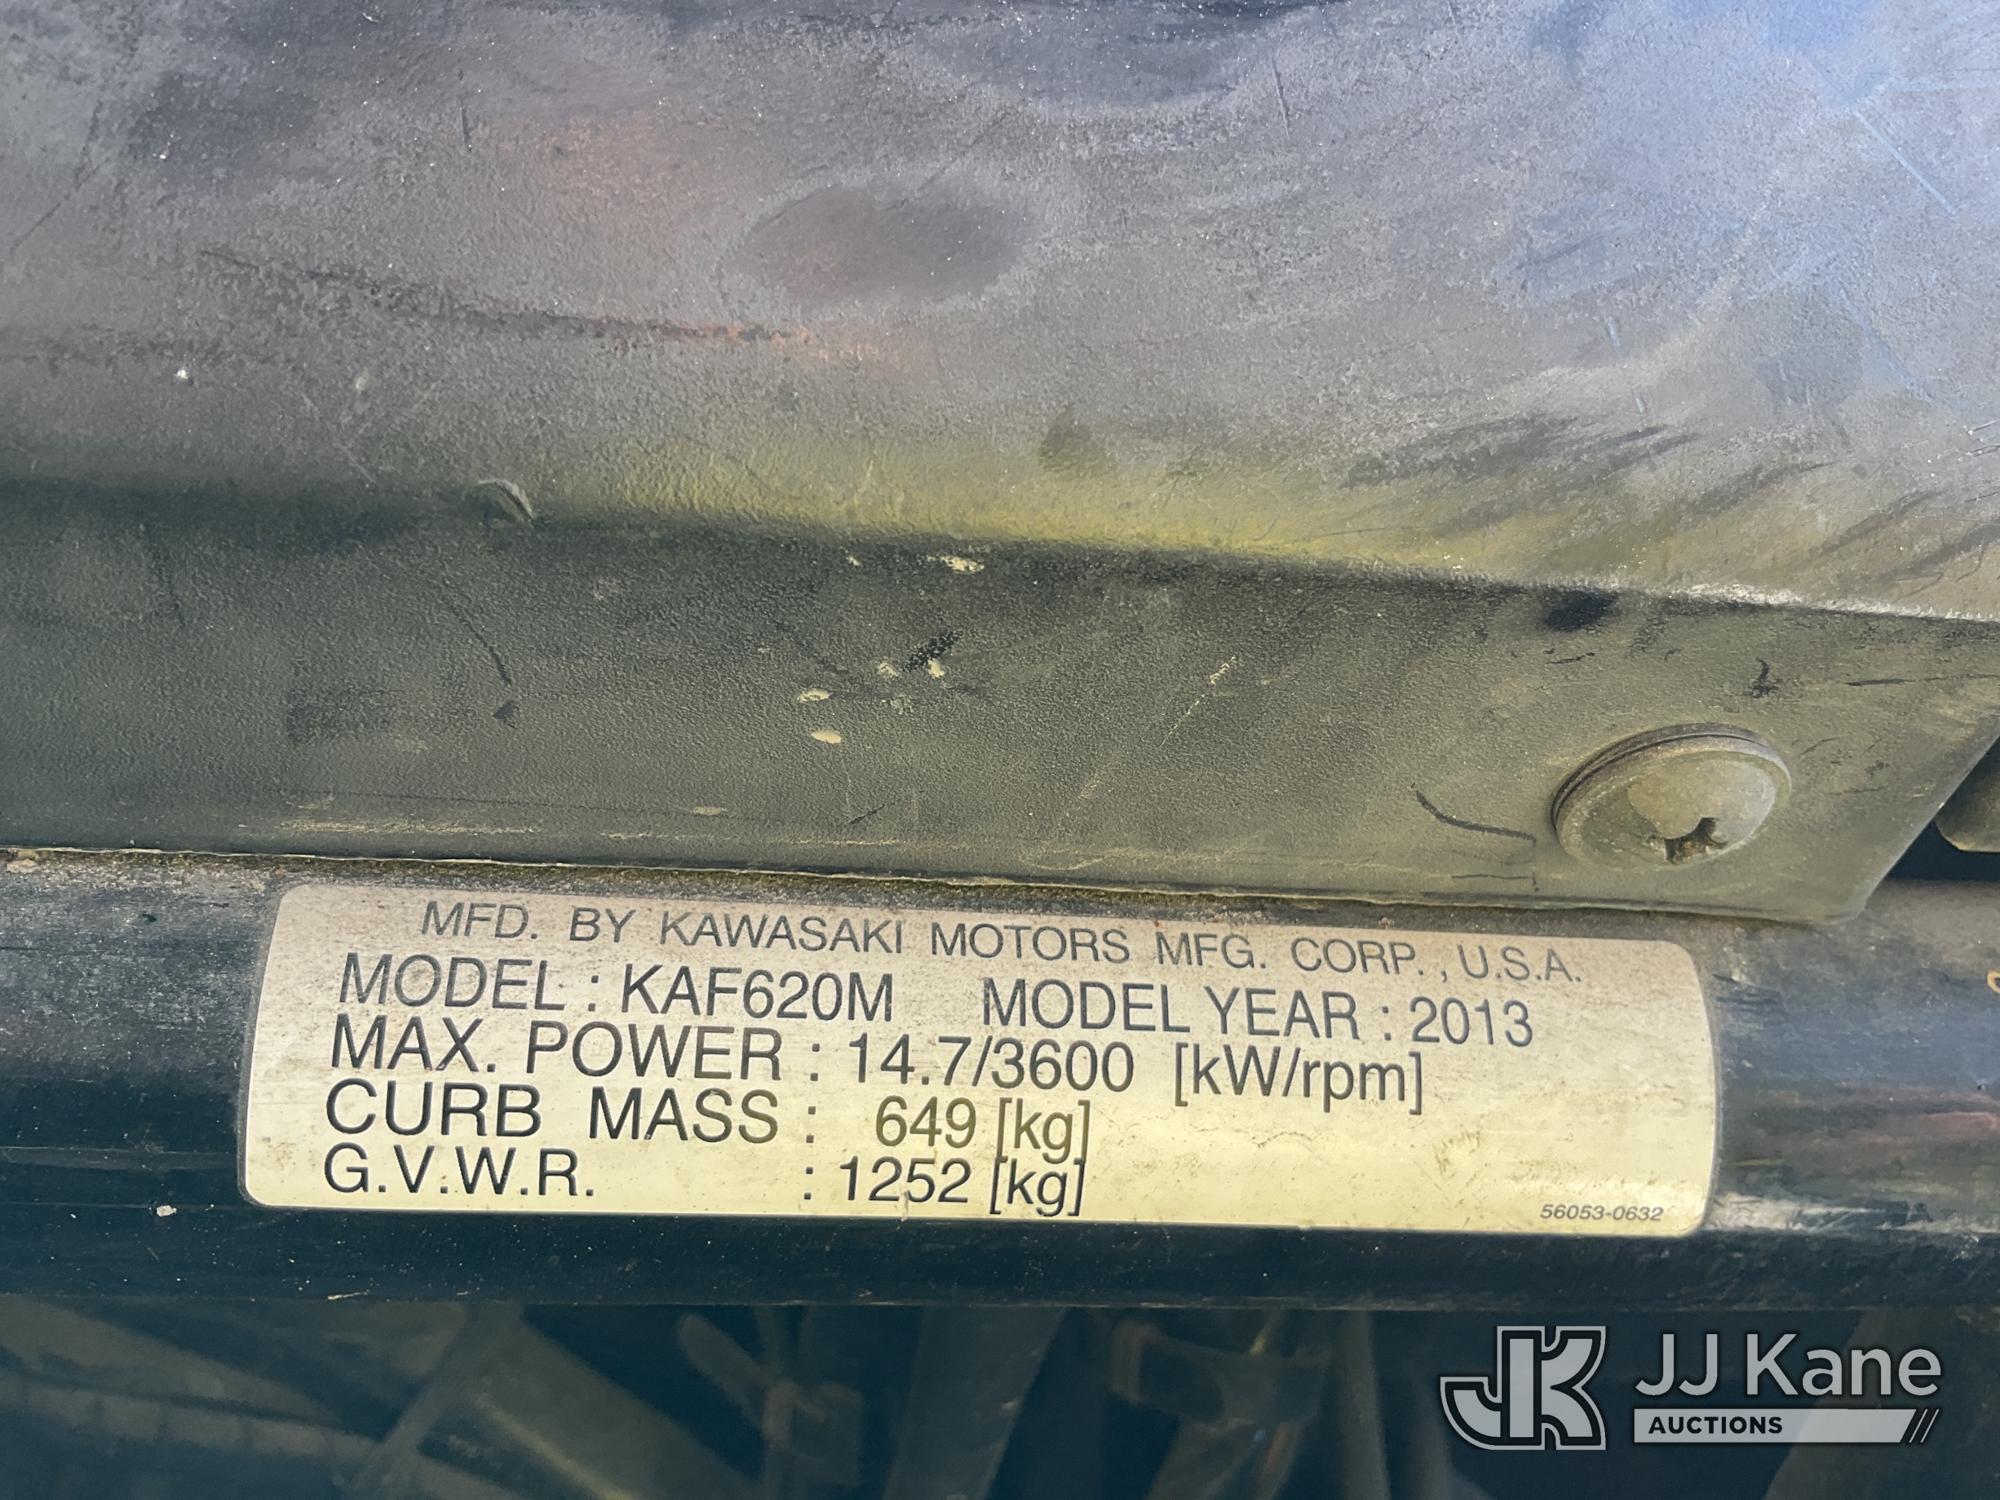 MFD. BY KAWASAKI MOTORS MFG. CORP., U.S.A.
MODEL : KAF620M MODEL YEAR : 2013
MAX. POWER : 14.7/3600 [kW/rpm]
CURB MASS : 649 [kg]
G.V.W.R. : 1252 [kg]
56053-0632
JK JJ Kane
AUCTIONS